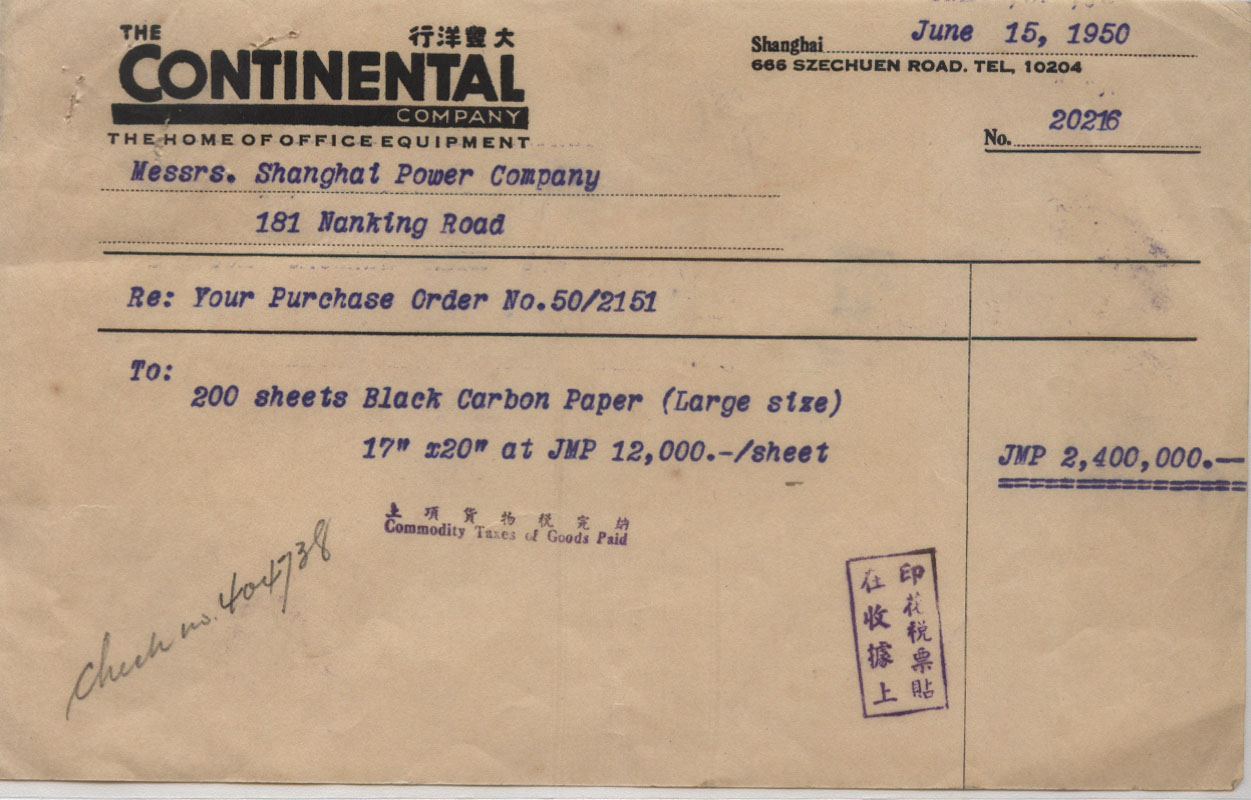 THE
行洋豐大
CONTINENTAL
COMPANY
THE HOME OF OFFICE EQUIPMENT
Shanghai June 15, 1950
666 SZECHUEN ROAD. TEL, 10204
No. 20216
Messrs. Shanghai Power Company
181 Nanking Road
Re: Your Purchase Order No.50/2151
To:
200 sheets Black Carbon Paper (Large size)
17" x20" at JMP 12,000.-/sheet JMP 2,400,000.—
上項貨物稅完納
Commodity Taxes of Goods Paid
Check no. 404738
印花稅票貼
在收據上